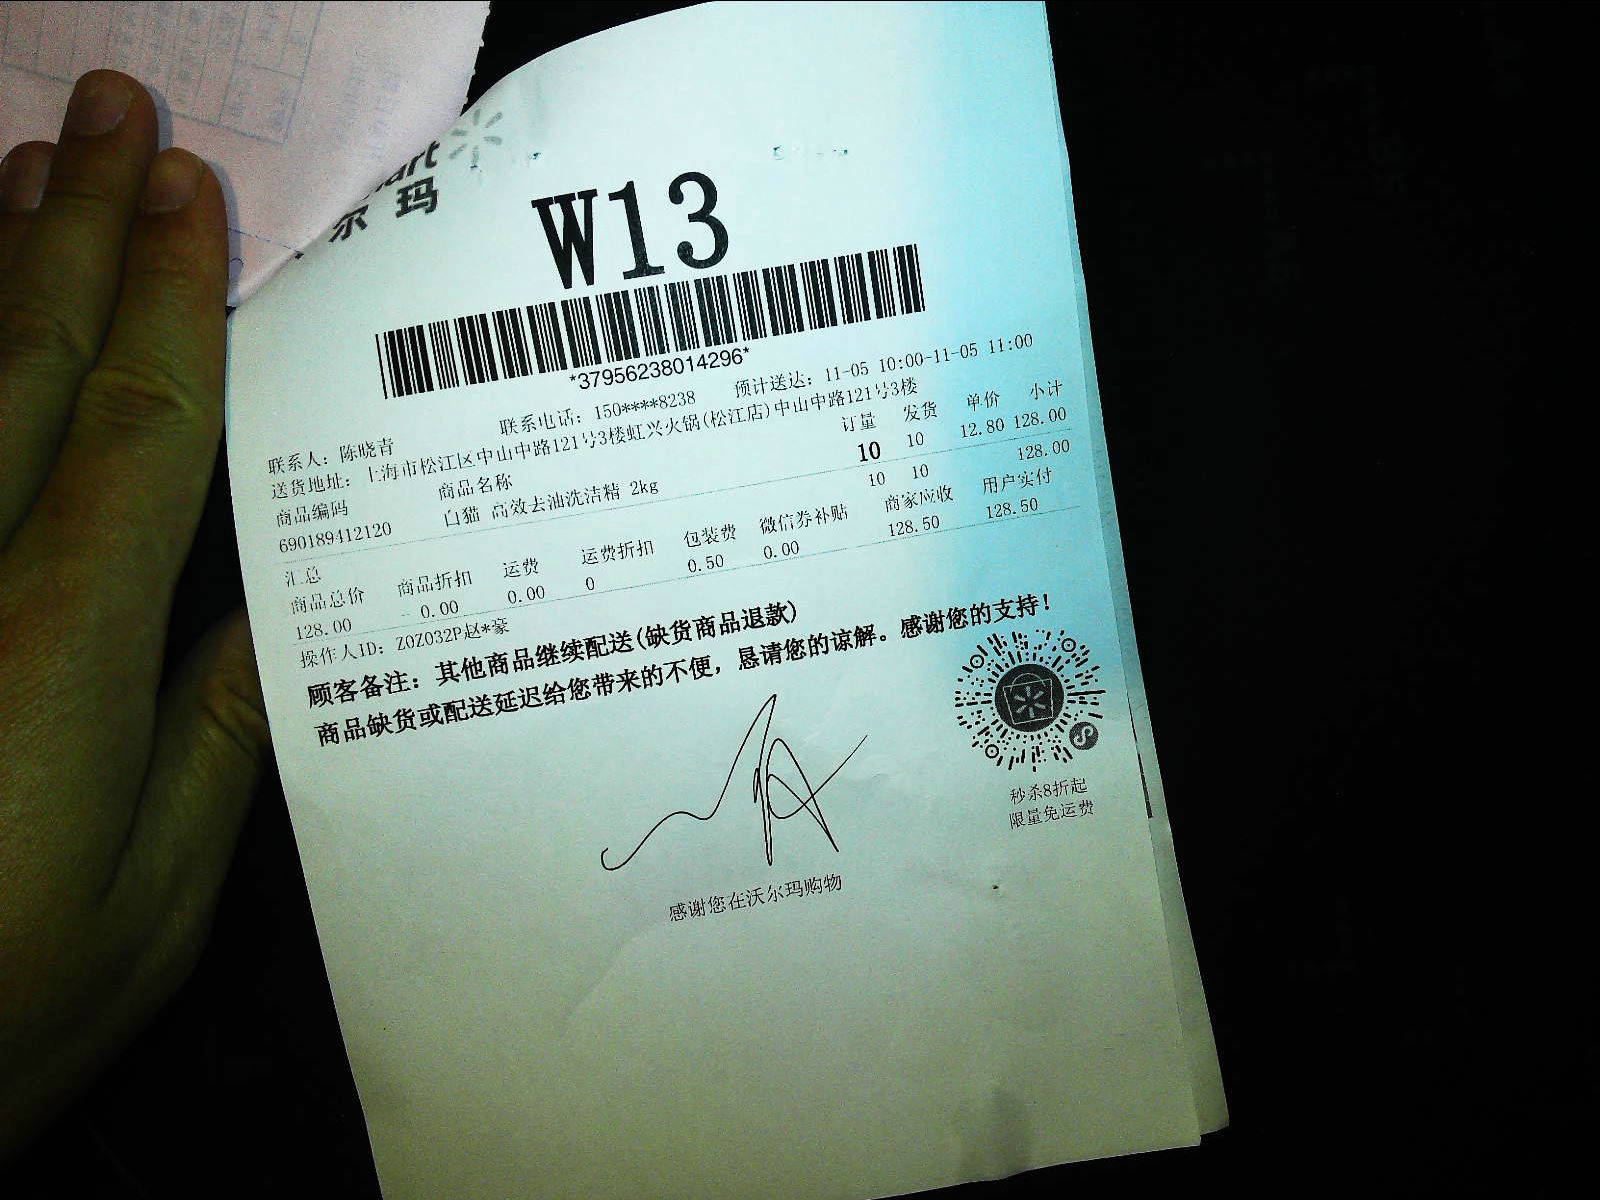 art
尔玛
W13
*37956238014296*
联系人：陈晓青 联系电话：150****8238 预计送达：11-05 10:00-11-05 11:00
送货地址：上海市松江区中山中路121号3楼虹兴火锅(松江店)中山中路121号3楼
商品编码 商品名称 订量 发货 单价 小计
690189412120 白猫 高效去油洗洁精 2kg 10 10 12.80 128.00
汇总 10 10 128.00
商品总价 商品折扣 运费 运费折扣 包装费 微信券补贴 商家应收 用户实付
128.00 - 0.00 0.00 0 0.50 0.00 128.50 128.50
操作人ID：Z0Z032P赵*豪
顾客备注：其他商品继续配送(缺货商品退款)
商品缺货或配送延迟给您带来的不便，恳请您的谅解。感谢您的支持！
秒杀8折起
限量免运费
感谢您在沃尔玛购物